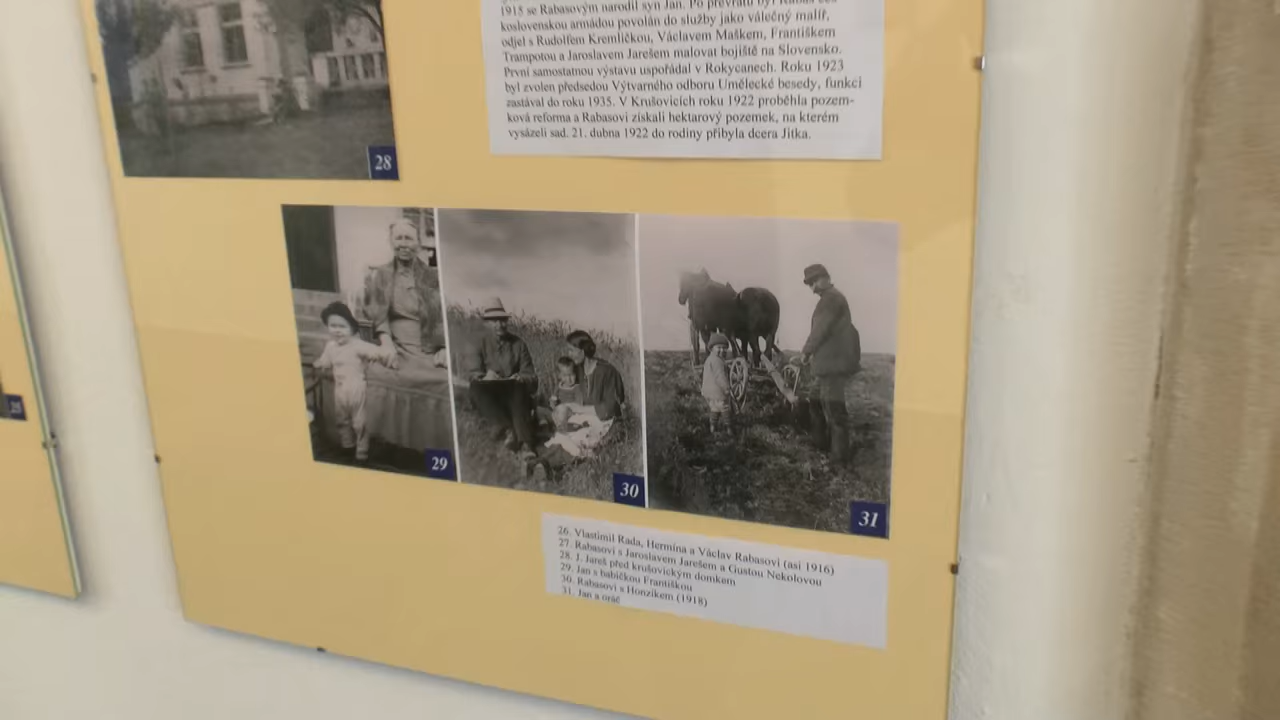 1915 se Rabasovým narodil syn Jan. Po převratu byl Rabas čes-
koslovenskou armádou povolán do služby jako válečný malíř,
odjel s Rudolfem Kremličkou, Václavem Maškem, Františkem
Trampotou a Jaroslavem Jarešem malovat bojiště na Slovensko.
První samostatnou výstavu uspořádal v Rokycanech. Roku 1923
byl zvolen předsedou Výtvarného odboru Umělecké besedy, funkci
zastával do roku 1935. V Krušovicích roku 1922 proběhla pozem-
ková reforma a Rabasovi získali hektarový pozemek, na kterém
vysázeli sad. 21. dubna 1922 do rodiny přibyla dcera Jitka.
28
29
30
31
26. Vlastimil Rada, Hermína a Václav Rabasovi (asi 1916)
27. Rabasovi s Jaroslavem Jarešem a Gustou Nekolovou
28. J. Jareš před krušovickým domkem
29. Jan s babičkou Františkou
30. Rabasovi s Honzíkem (1918)
31. Jan a oráč